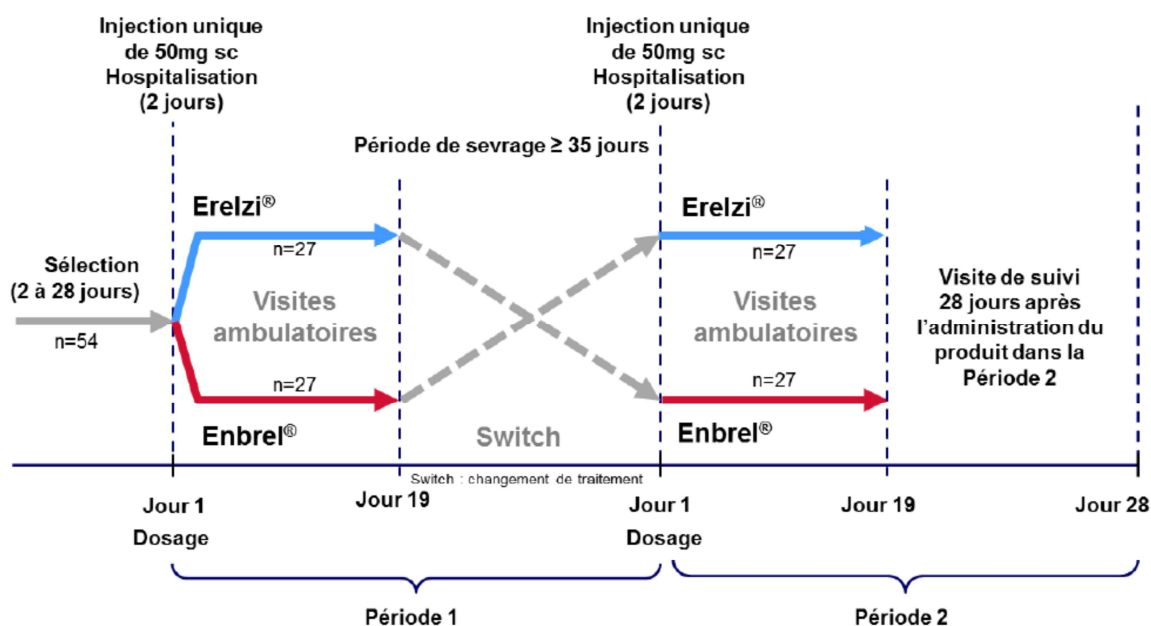 Injection unique
de 50mg sc
Hospitalisation
(2 jours)
Injection unique
de 50mg sc
Hospitalisation
(2 jours)
Période de sevrage ≥ 35 jours
Erelzi®
n=27
Erelzi®
n=27
Sélection
(2 à 28 jours)
n=54
Visites
ambulatoires
Visites
ambulatoires
Visite de suivi
28 jours après
l'administration du
produit dans la
Période 2
n=27
Enbrel®
Switch
n=27
Enbrel®
Switch : changement de traitement
Jour 1
Dosage
Jour 19
Jour 1
Dosage
Jour 19
Jour 28
Période 1
Période 2